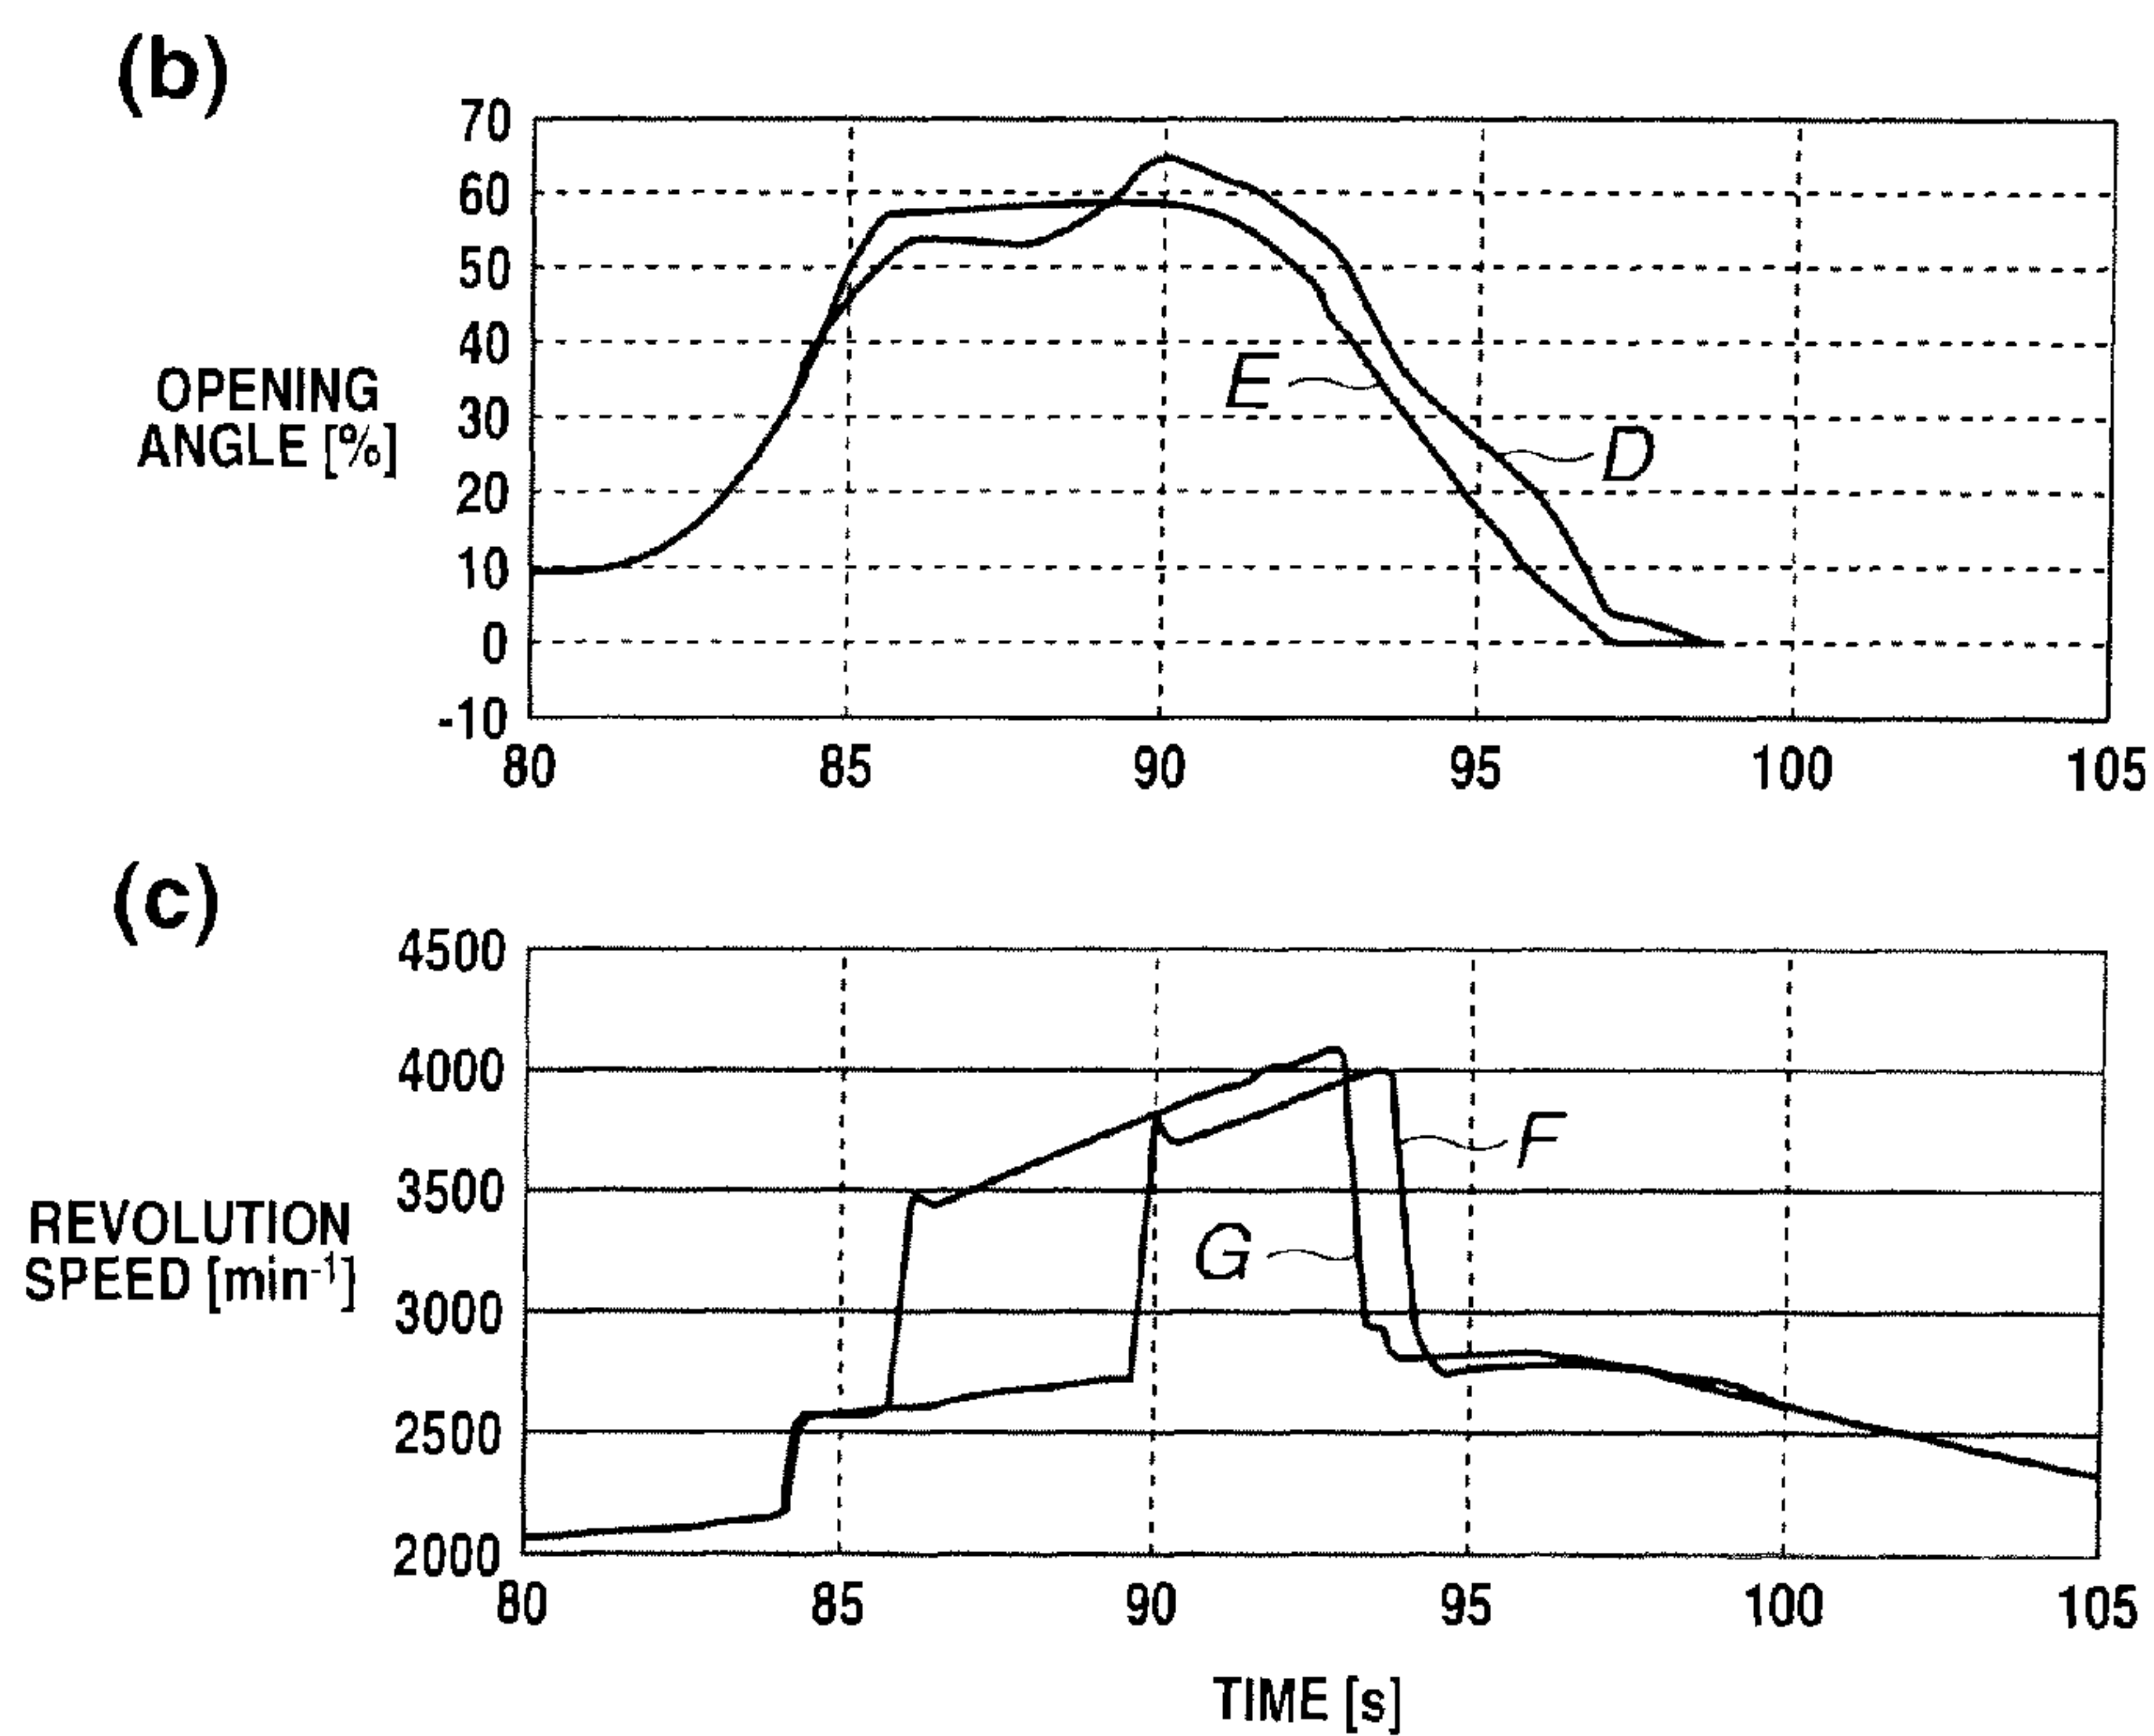 (b)
70
60
50
40
30
20
10
0
-10
OPENING
ANGLE [%]
E
D
80 85 90 95 100 105
(c)
4500
4000
3500
3000
2500
2000
REVOLUTION
SPEED [min-1]
F
G
80 85 90 95 100 105
TIME [s]